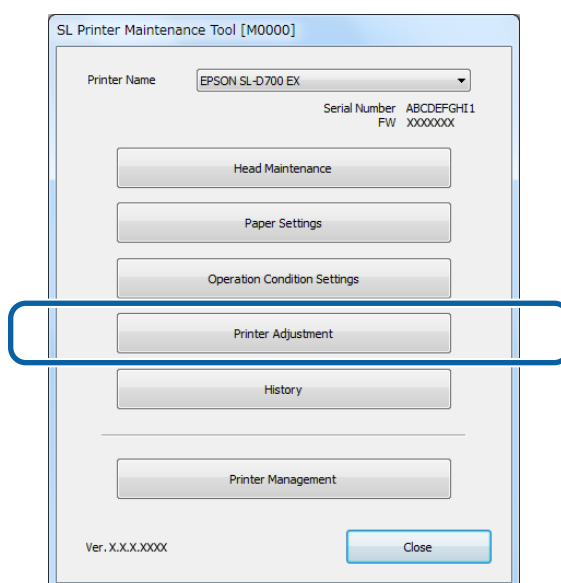 SL Printer Maintenance Tool [M0000]
Printer Name EPSON SL-D700 EX
Serial Number ABCDEFGHI1
FW XXXXXXX
Head Maintenance
Paper Settings
Operation Condition Settings
Printer Adjustment
History
Printer Management
Ver. X.X.X.XXXX Close